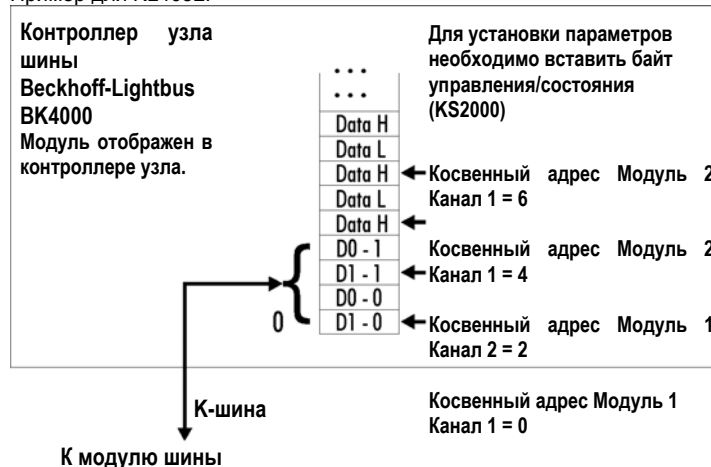 Контроллер узла
шины
Beckhoff-Lightbus
BK4000
Модуль отображен в
контроллере узла.
Для установки параметров
необходимо вставить байт
управления/состояния
(KS2000)
...
...
Data H
Data L
Data H
Data L
Data H
D0 - 1
D1 - 1
D0 - 0
D1 - 0
0
Косвенный адрес Модуль 2
Канал 1 = 6
Косвенный адрес Модуль 2
Канал 1 = 4
Косвенный адрес Модуль 1
Канал 2 = 2
Косвенный адрес Модуль 1
Канал 1 = 0
K-шина
К модулю шины